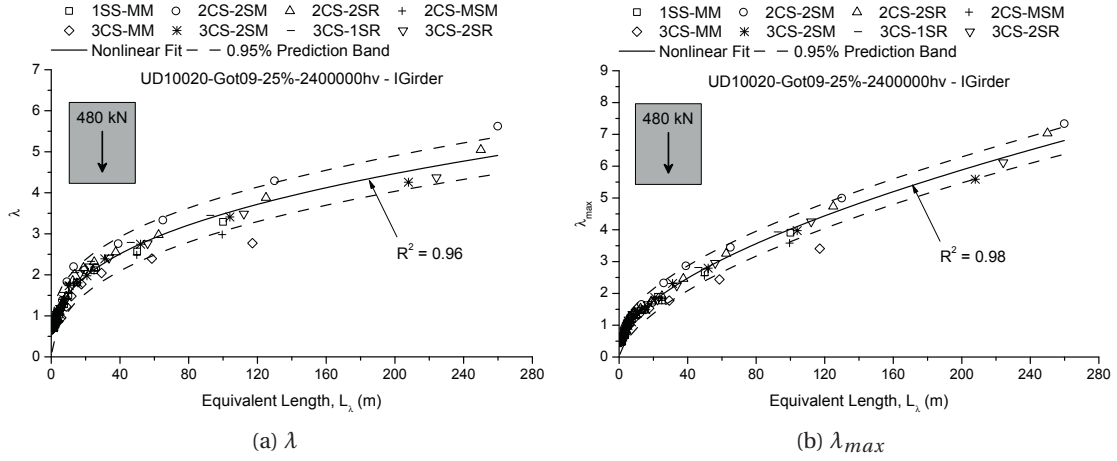 1SS-MM 2CS-2SM 2CS-2SR 2CS-MSM
3CS-MM 3CS-2SM 3CS-1SR 3CS-2SR
Nonlinear Fit 0.95% Prediction Band
UD10020-Got09-25%-2400000hv - IGirder
480 kN
R² = 0.96
λ
7
6
5
4
3
2
1
0
0 40 80 120 160 200 240 280
Equivalent Length, Lλ (m)
(a) λ
1SS-MM 2CS-2SM 2CS-2SR 2CS-MSM
3CS-MM 3CS-2SM 3CS-1SR 3CS-2SR
Nonlinear Fit 0.95% Prediction Band
UD10020-Got09-25%-2400000hv - IGirder
480 kN
R² = 0.98
λmax
9
8
7
6
5
4
3
2
1
0
0 40 80 120 160 200 240 280
Equivalent Length, Lλ (m)
(b) λmax